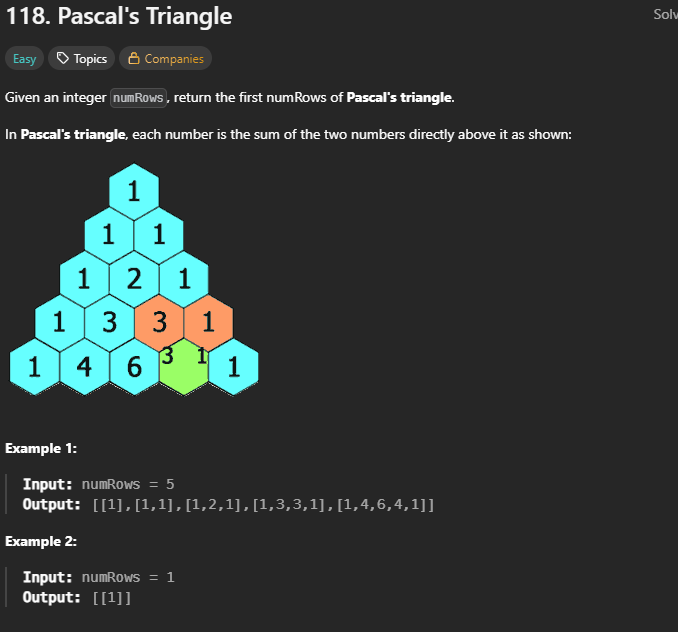 118. Pascal's Triangle
Solv
Easy Topics Companies
Given an integer numRows, return the first numRows of Pascal's triangle.
In Pascal's triangle, each number is the sum of the two numbers directly above it as shown:
1
1 1
1 2 1
1 3 3 1
1 4 6 3 1 1
Example 1:
Input: numRows = 5
Output: [[1],[1,1],[1,2,1],[1,3,3,1],[1,4,6,4,1]]
Example 2:
Input: numRows = 1
Output: [[1]]